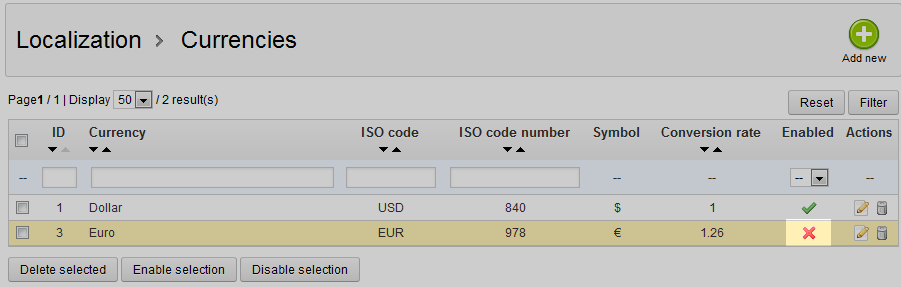 Localization > Currencies
Add new
Page1 / 1 | Display 50 / 2 result(s)
Reset Filter
ID Currency ISO code ISO code number Symbol Conversion rate Enabled Actions
-- -- -- -- --
1 Dollar USD 840 $ 1
3 Euro EUR 978 € 1.26
Delete selected Enable selection Disable selection